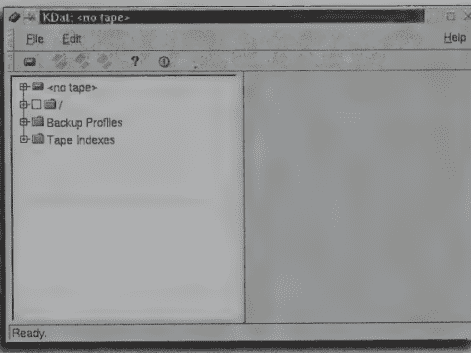 KDat: <no tape>
File Edit Help
?
<no tape>
/
Backup Profiles
Tape Indexes
Ready.